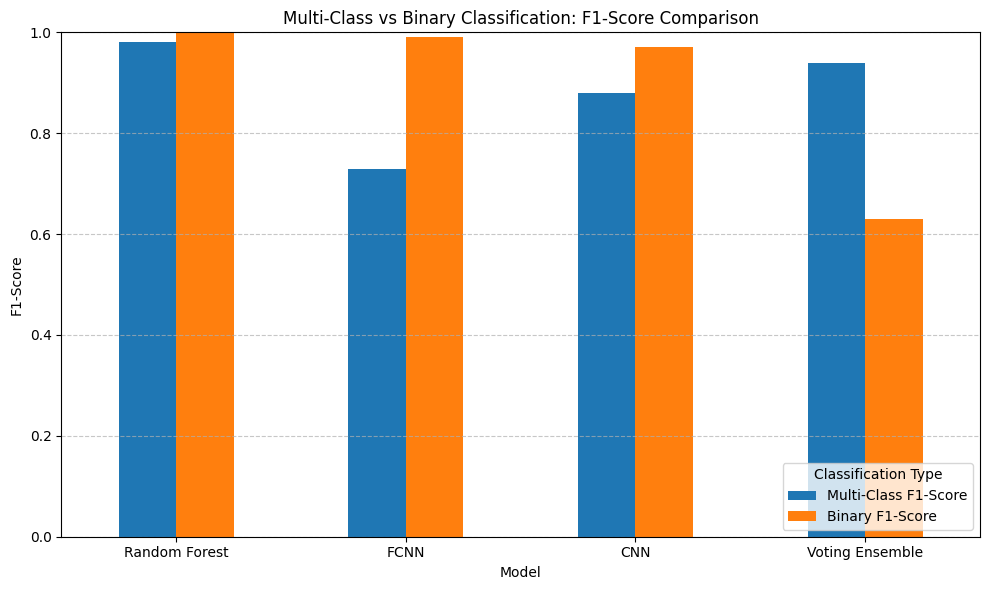 Multi-Class vs Binary Classification: F1-Score Comparison
1.0
0.8
0.6
0.4
0.2
0.0
F1-Score
Random Forest
FCNN
CNN
Voting Ensemble
Model
Classification Type
Multi-Class F1-Score
Binary F1-Score